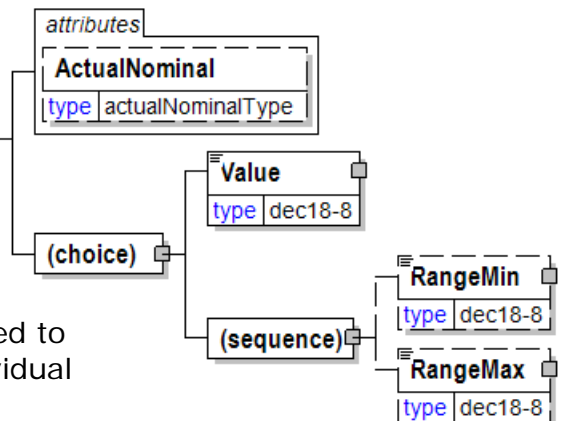 attributes
ActualNominal
type actualNominalType
Value
type dec18-8
(choice)
RangeMin
type dec18-8
(sequence)
RangeMax
type dec18-8
ed to
vidual